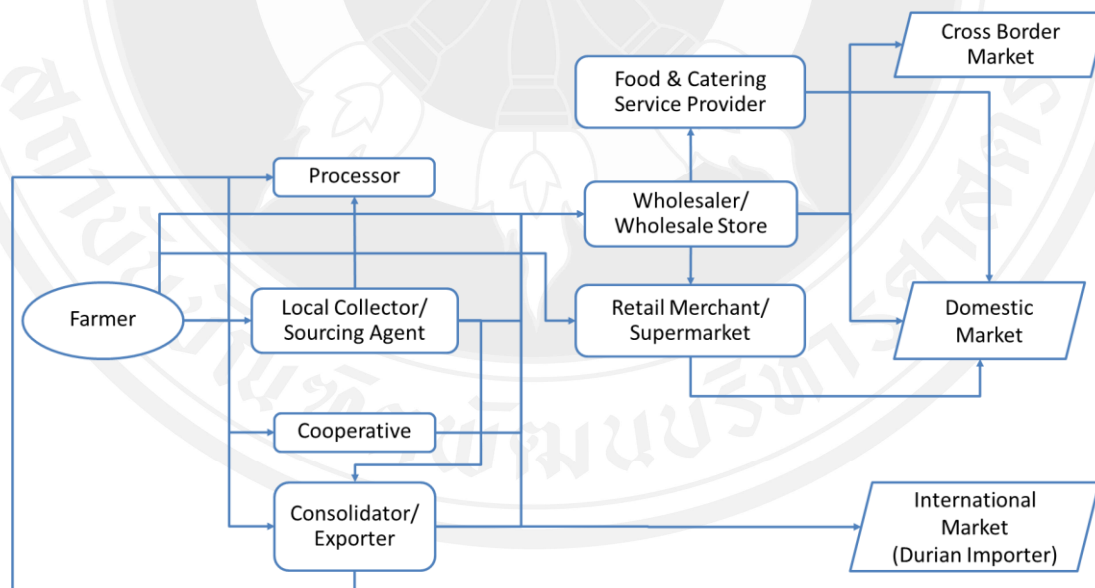 Cross Border
Market
Food & Catering
Service Provider
Processor
Wholesaler/
Wholesale Store
Farmer
Local Collector/
Sourcing Agent
Retail Merchant/
Supermarket
Domestic
Market
Cooperative
Consolidator/
Exporter
International
Market
(Durian Importer)